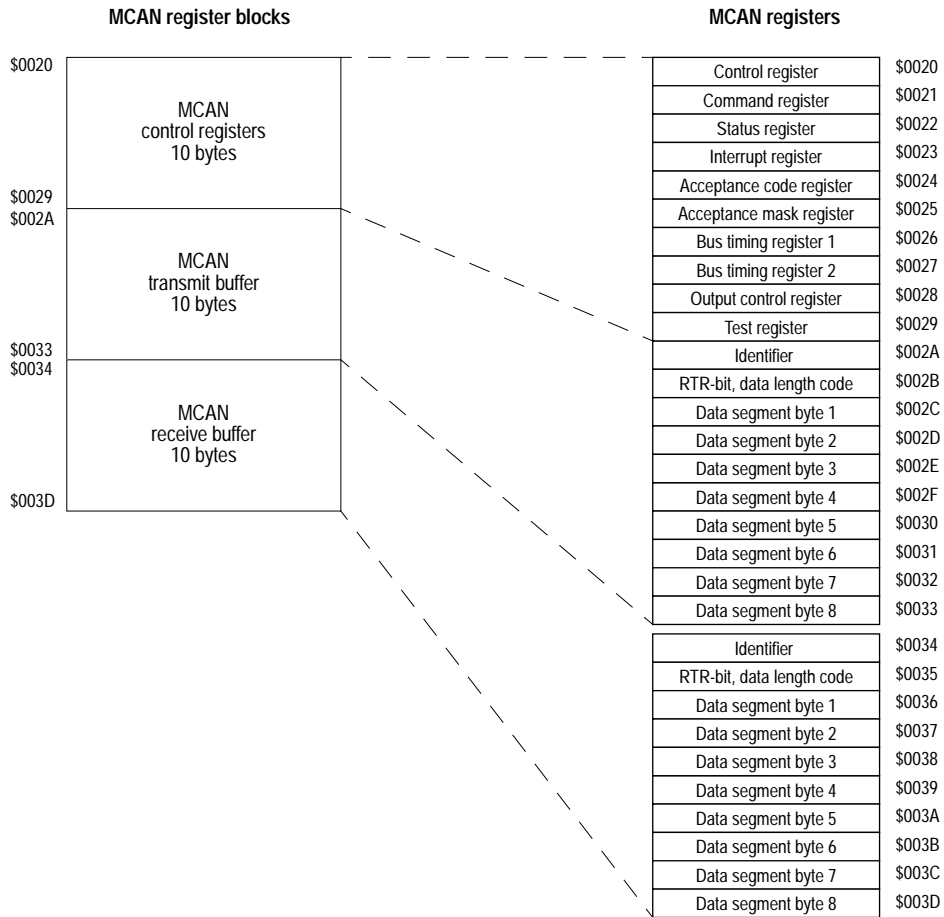 MCAN register blocks
$0020
MCAN
control registers
10 bytes
$0029
$002A
MCAN
transmit buffer
10 bytes
$0033
$0034
MCAN
receive buffer
10 bytes
$003D
MCAN registers
Control register $0020
Command register $0021
Status register $0022
Interrupt register $0023
Acceptance code register $0024
Acceptance mask register $0025
Bus timing register 1 $0026
Bus timing register 2 $0027
Output control register $0028
Test register $0029
Identifier $002A
RTR-bit, data length code $002B
Data segment byte 1 $002C
Data segment byte 2 $002D
Data segment byte 3 $002E
Data segment byte 4 $002F
Data segment byte 5 $0030
Data segment byte 6 $0031
Data segment byte 7 $0032
Data segment byte 8 $0033
Identifier $0034
RTR-bit, data length code $0035
Data segment byte 1 $0036
Data segment byte 2 $0037
Data segment byte 3 $0038
Data segment byte 4 $0039
Data segment byte 5 $003A
Data segment byte 6 $003B
Data segment byte 7 $003C
Data segment byte 8 $003D